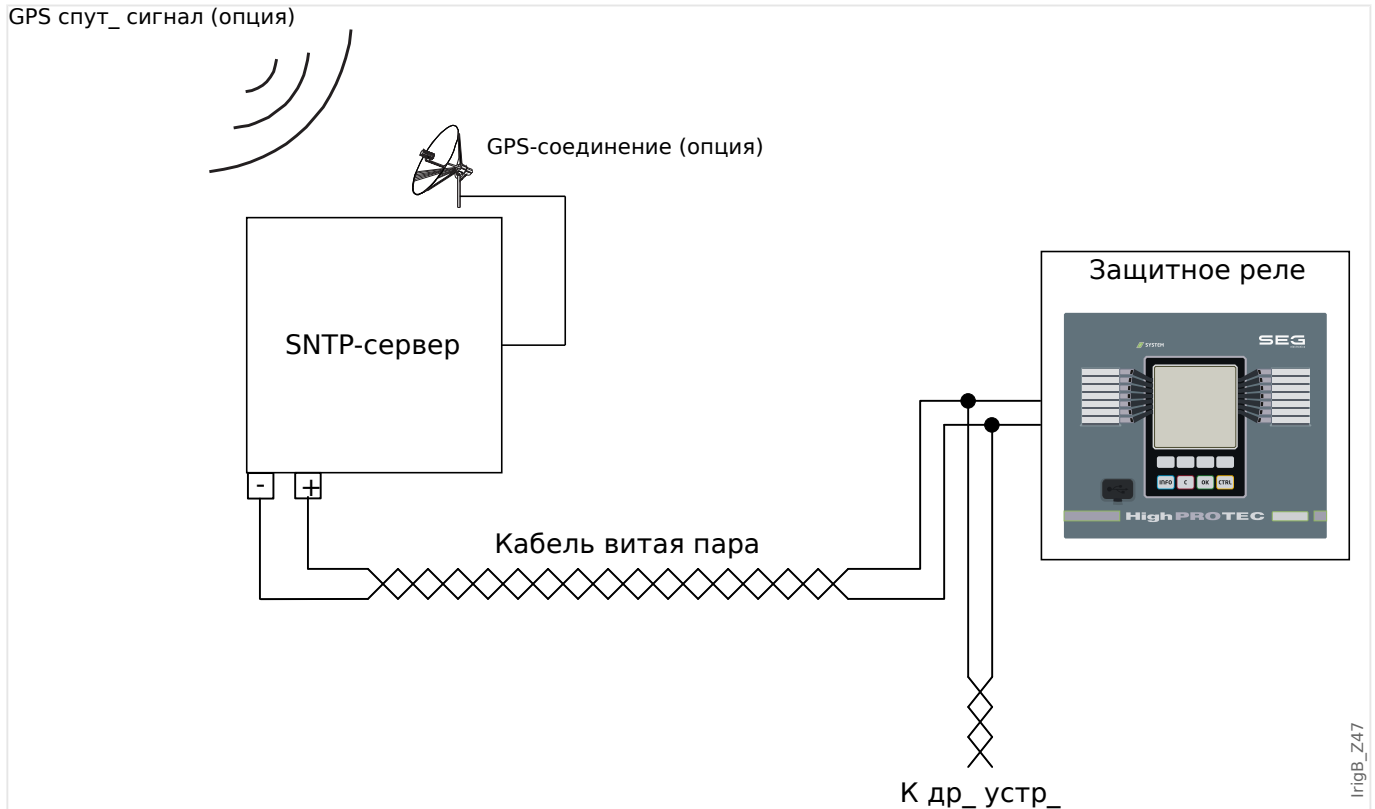 GPS спут_ сигнал (опция)
GPS-соединение (опция)
Защитное реле
SYSTEM
SEG
SNTP-сервер
-
+
INFO
C
OK
CTRL
HighPROTEC
Кабель витая пара
К др_ устр_
IrigB_Z47